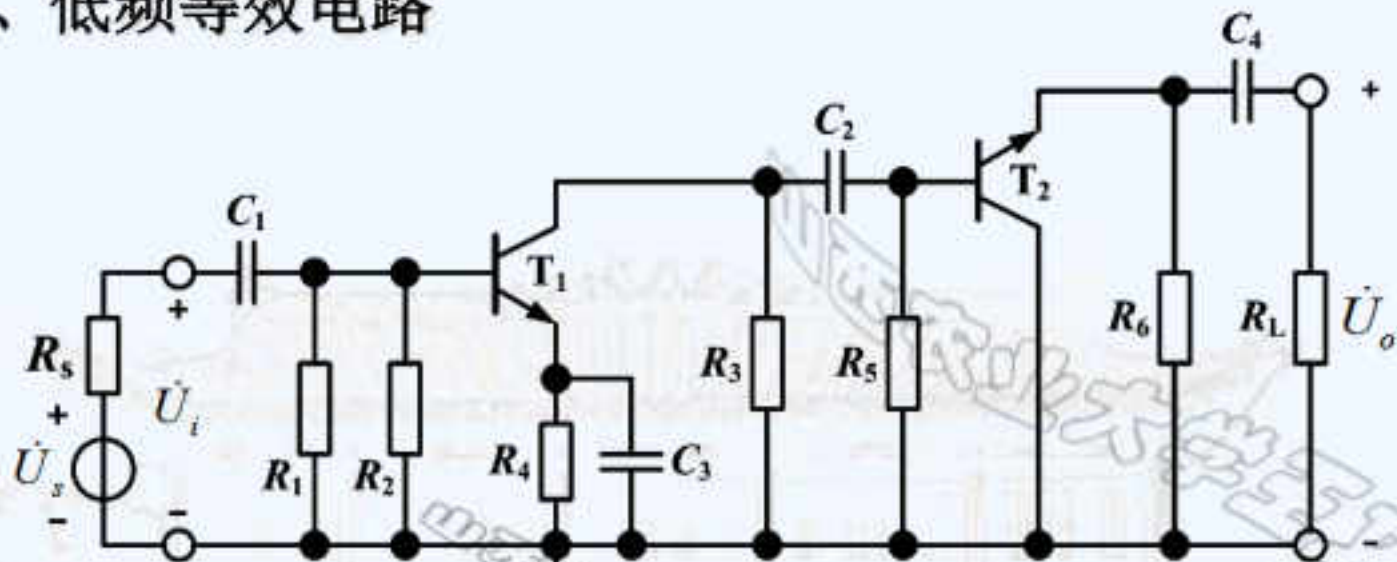 、低频等效电路
C₄
+
C₂
T₂
C₁
T₁
+
R₆
R_L
U̇ₒ
R₃
R₅
Rₛ
+
U̇ᵢ
U̇ₛ
R₁
R₂
R₄
C₃
-
-
-